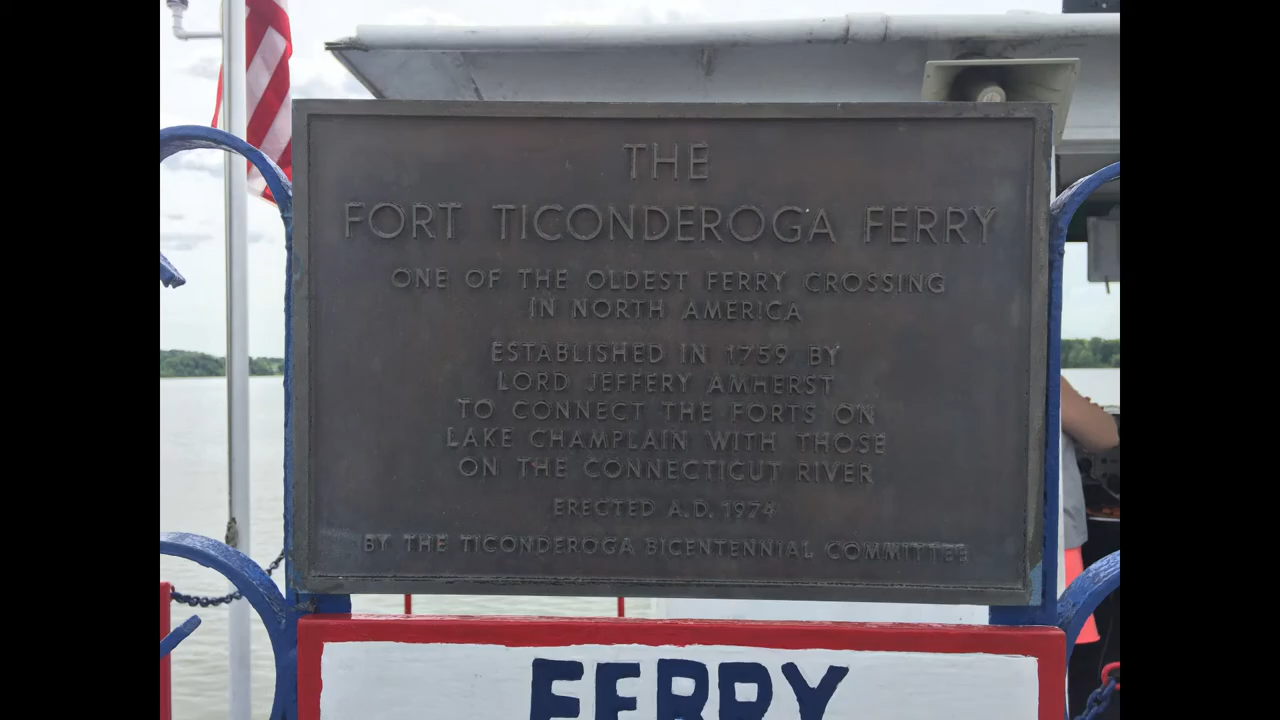 THE
FORT TICONDEROGA FERRY
ONE OF THE OLDEST FERRY CROSSING
IN NORTH AMERICA
ESTABLISHED IN 1759 BY
LORD JEFFERY AMHERST
TO CONNECT THE FORTS ON
LAKE CHAMPLAIN WITH THOSE
ON THE CONNECTICUT RIVER
ERECTED A.D. 1974
BY THE TICONDEROGA BICENTENNIAL COMMITTEE
FERRY